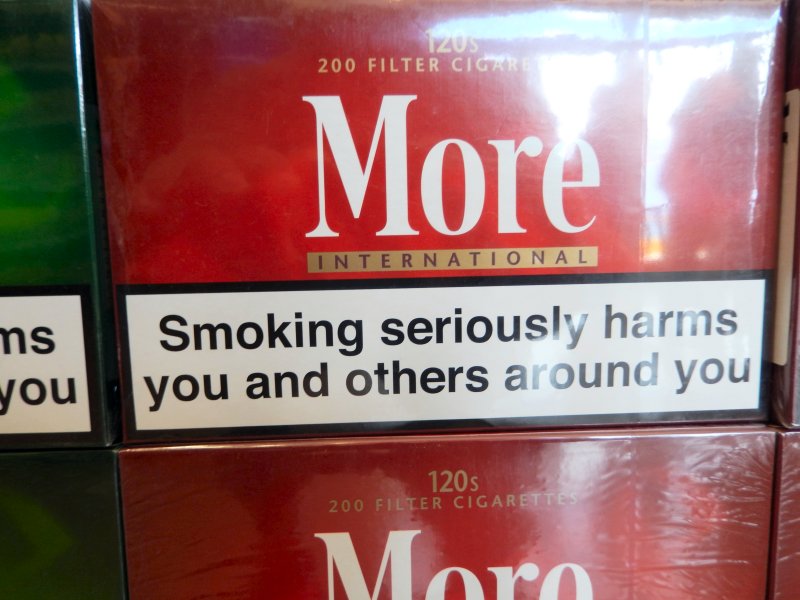 120s
200 FILTER CIGARE
More
INTERNATIONAL
Smoking seriously harms
you and others around you
ms
you
120s
200 FILTER CIGARETTES
More